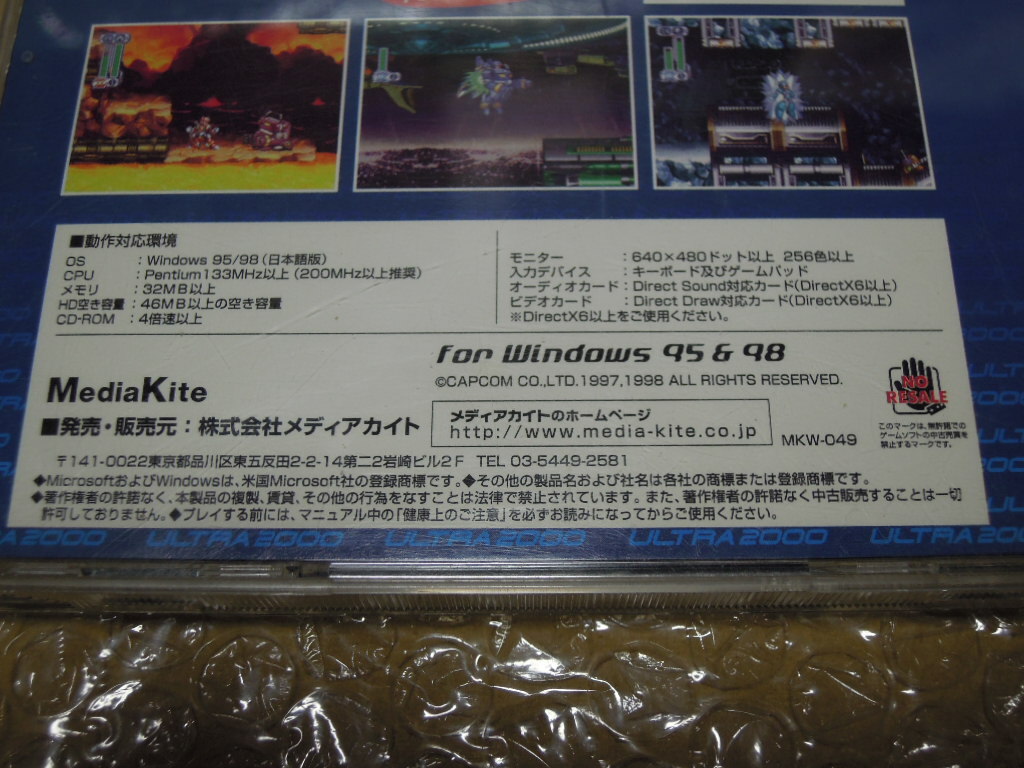 ■動作対応環境
OS : Windows 95/98(日本語版)
CPU : Pentium133MHz以上(200MHz以上推奨)
メモリ : 32MB以上
HD空き容量 : 46MB以上の空き容量
CD-ROM : 4倍速以上
モニター : 640×480ドット以上 256色以上
入力デバイス : キーボード及びゲームパッド
オーディオカード : Direct Sound対応カード(DirectX6以上)
ビデオカード : Direct Draw対応カード(DirectX6以上)
※DirectX6以上をご使用ください。
for Windows 95 & 98
©CAPCOM CO.,LTD.1997,1998 ALL RIGHTS RESERVED.
MediaKite
■発売・販売元:株式会社メディアカイト
メディアカイトのホームページ
http://www.media-kite.co.jp
MKW-049
NO RESALE
このマークは、無許諾での
ゲームソフトの中古売買を
禁止するマークです。
〒141-0022東京都品川区東五反田2-2-14第二2岩崎ビル2F TEL 03-5449-2581
◆MicrosoftおよびWindowsは、米国Microsoft社の登録商標です。◆その他の製品名および社名は各社の商標または登録商標です。
◆著作権者の許諾なく、本製品の複製、賃貸、その他の行為をなすことは法律で禁止されています。また、著作権者の許諾なく中古販売することは一切
許可しておりません。◆プレイする前には、マニュアル中の「健康上のご注意」を必ずお読みになってからご使用ください。
ULTRA2000 ULTRA2000 ULTRA2000 ULTRA2000